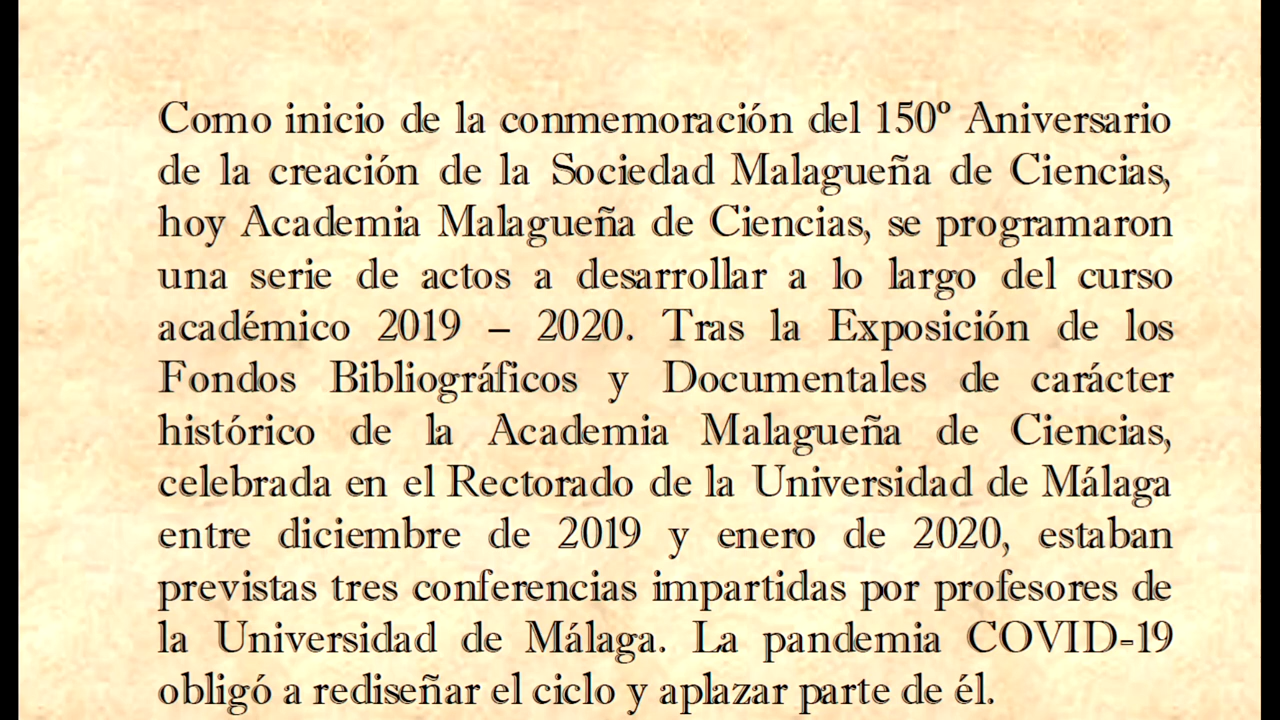 Como inicio de la conmemoración del 150º Aniversario
de la creación de la Sociedad Malagueña de Ciencias,
hoy Academia Malagueña de Ciencias, se programaron
una serie de actos a desarrollar a lo largo del curso
académico 2019 – 2020. Tras la Exposición de los
Fondos Bibliográficos y Documentales de carácter
histórico de la Academia Malagueña de Ciencias,
celebrada en el Rectorado de la Universidad de Málaga
entre diciembre de 2019 y enero de 2020, estaban
previstas tres conferencias impartidas por profesores de
la Universidad de Málaga. La pandemia COVID-19
obligó a rediseñar el ciclo y aplazar parte de él.